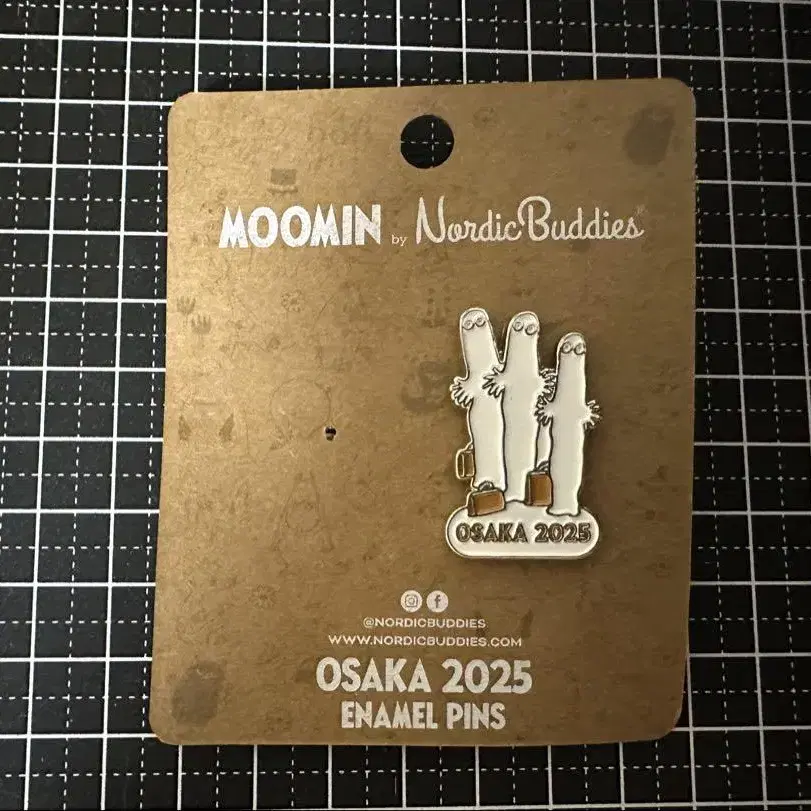 MOOMIN by NordicBuddies
OSAKA 2025
@NORDICBUDDIES
WWW.NORDICBUDDIES.COM
OSAKA 2025
ENAMEL PINS